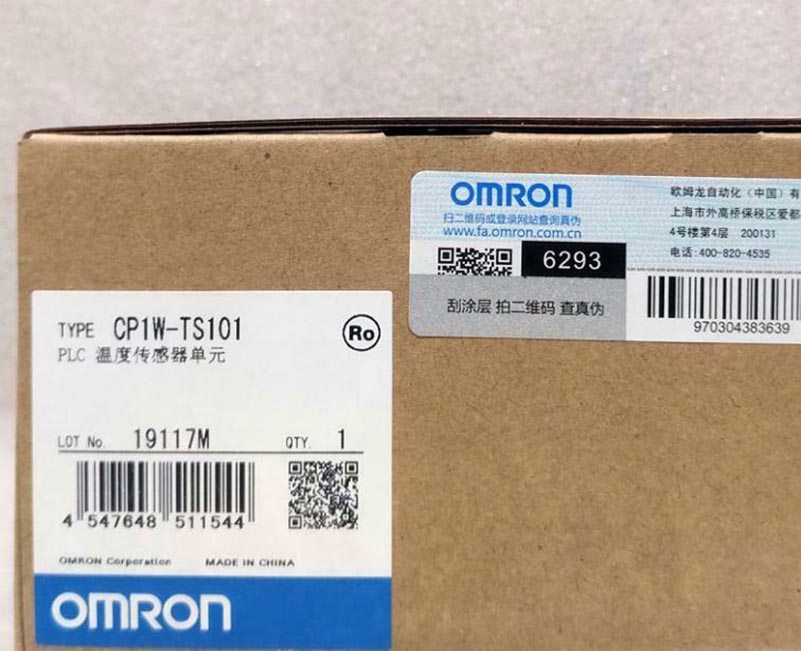 OMRON
扫二维码或登录网站查询真伪
www.fa.omron.com.cn
欧姆龙自动化(中国)有
上海市外高桥保税区爱都
4号楼第4层 200131
电话:400-820-4535
6293
刮涂层 拍二维码 查真伪
970304383639
TYPE CP1W-TS101
Ro
PLC 温度传感器单元
LOT No. 19117M QTY. 1
4 547648 511544
OMRON Corporation MADE IN CHINA
OMRON